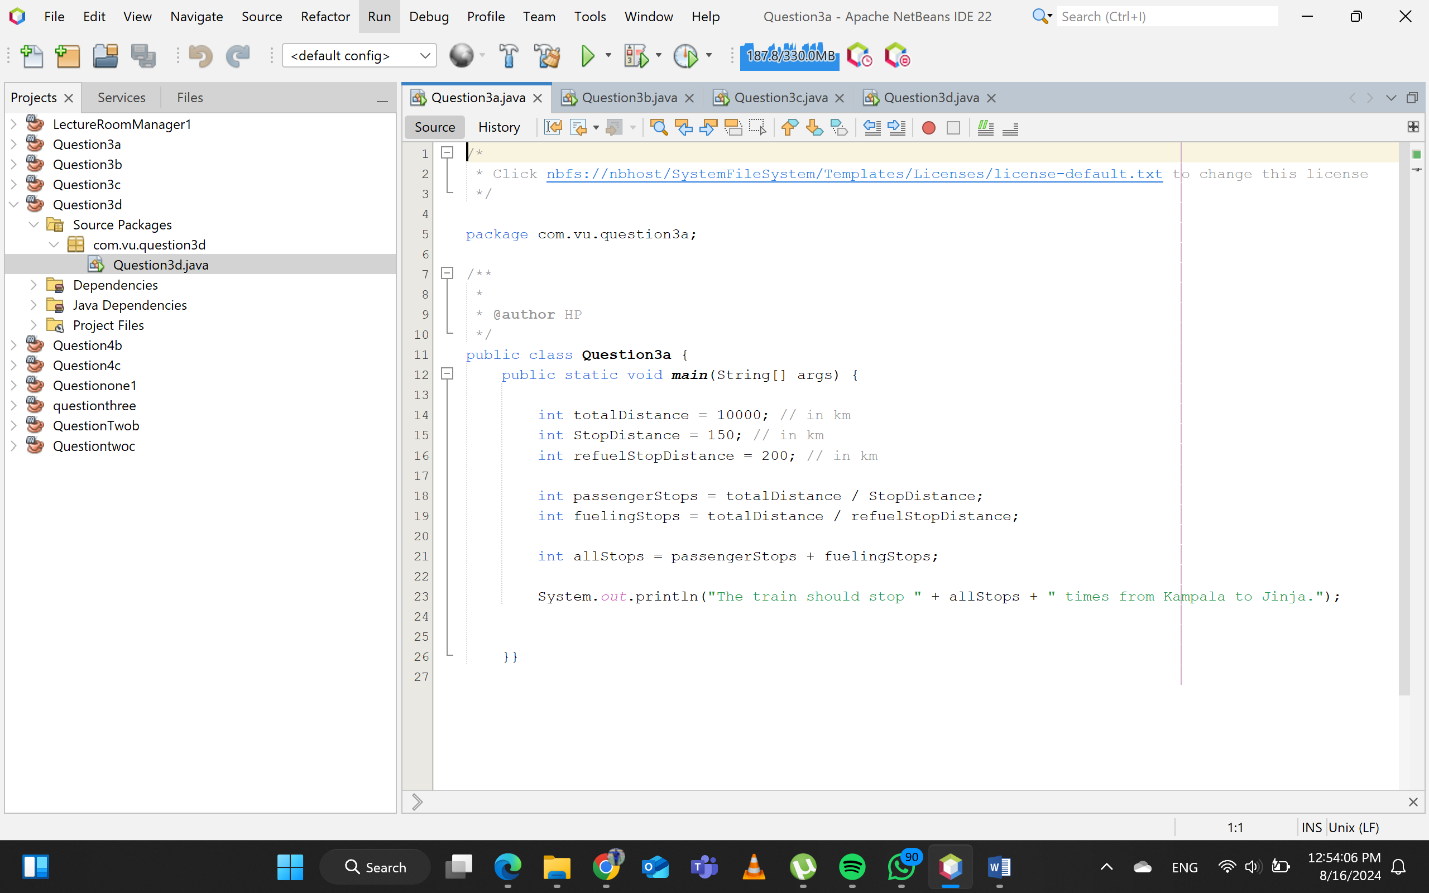 File Edit View Navigate Source Refactor Run Debug Profile Team Tools Window Help Question3a - Apache NetBeans IDE 22 Search (Ctrl+I)
<default config> 187.8/330.0MB
Projects Services Files Question3a.java Question3b.java Question3c.java Question3d.java
Source History
LectureRoomManager1
Question3a
Question3b
Question3c
Question3d
Source Packages
com.vu.question3d
Question3d.java
Dependencies
Java Dependencies
Project Files
Question4b
Question4c
Questionone1
questionthree
QuestionTwob
Questiontwoc
1 /*
2 * Click nbfs://nbhost/SystemFileSystem/Templates/Licenses/license-default.txt to change this license
3 */
4
5 package com.vu.question3a;
6
7 /**
8 *
9 * @author HP
10 */
11 public class Question3a {
12 public static void main(String[] args) {
13
14 int totalDistance = 10000; // in km
15 int StopDistance = 150; // in km
16 int refuelStopDistance = 200; // in km
17
18 int passengerStops = totalDistance / StopDistance;
19 int fuelingStops = totalDistance / refuelStopDistance;
20
21 int allStops = passengerStops + fuelingStops;
22
23 System.out.println("The train should stop " + allStops + " times from Kampala to Jinja.");
24
25
26 }}
27
1:1 INS Unix (LF)
Search 90 ENG 12:54:06 PM
8/16/2024